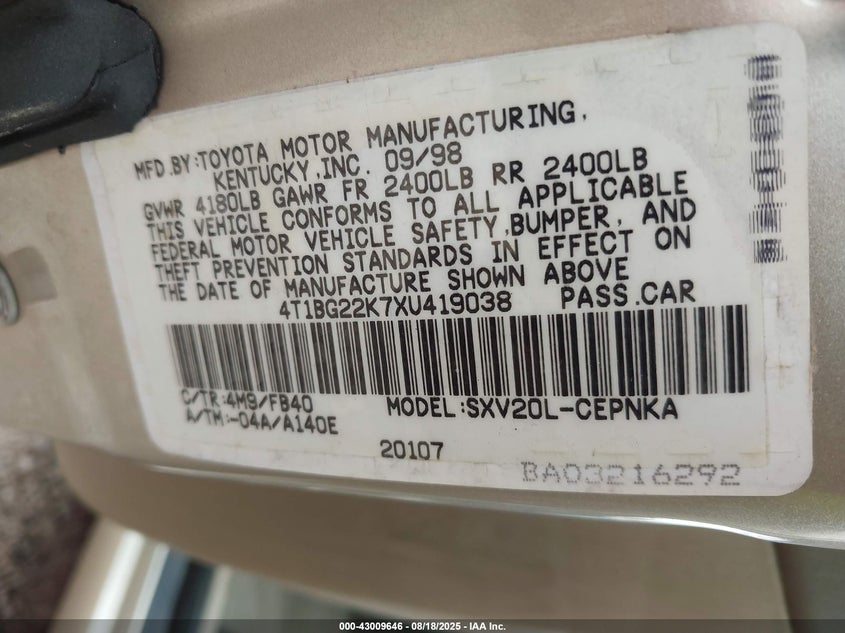 MFD.BY:TOYOTA MOTOR MANUFACTURING,
KENTUCKY,INC. 09/98
GVWR 4180LB GAWR FR 2400LB RR 2400LB
THIS VEHICLE CONFORMS TO ALL APPLICABLE
FEDERAL MOTOR VEHICLE SAFETY,BUMPER, AND
THEFT PREVENTION STANDARDS IN EFFECT ON
THE DATE OF MANUFACTURE SHOWN ABOVE
4T1BG22K7XU419038 PASS.CAR
C/TR:4M9/FB40 MODEL:SXV20L-CEPNKA
A/TM:-04A/A140E
20107
BA03216292
000-43009646 - 08/18/2025 - IAA Inc.